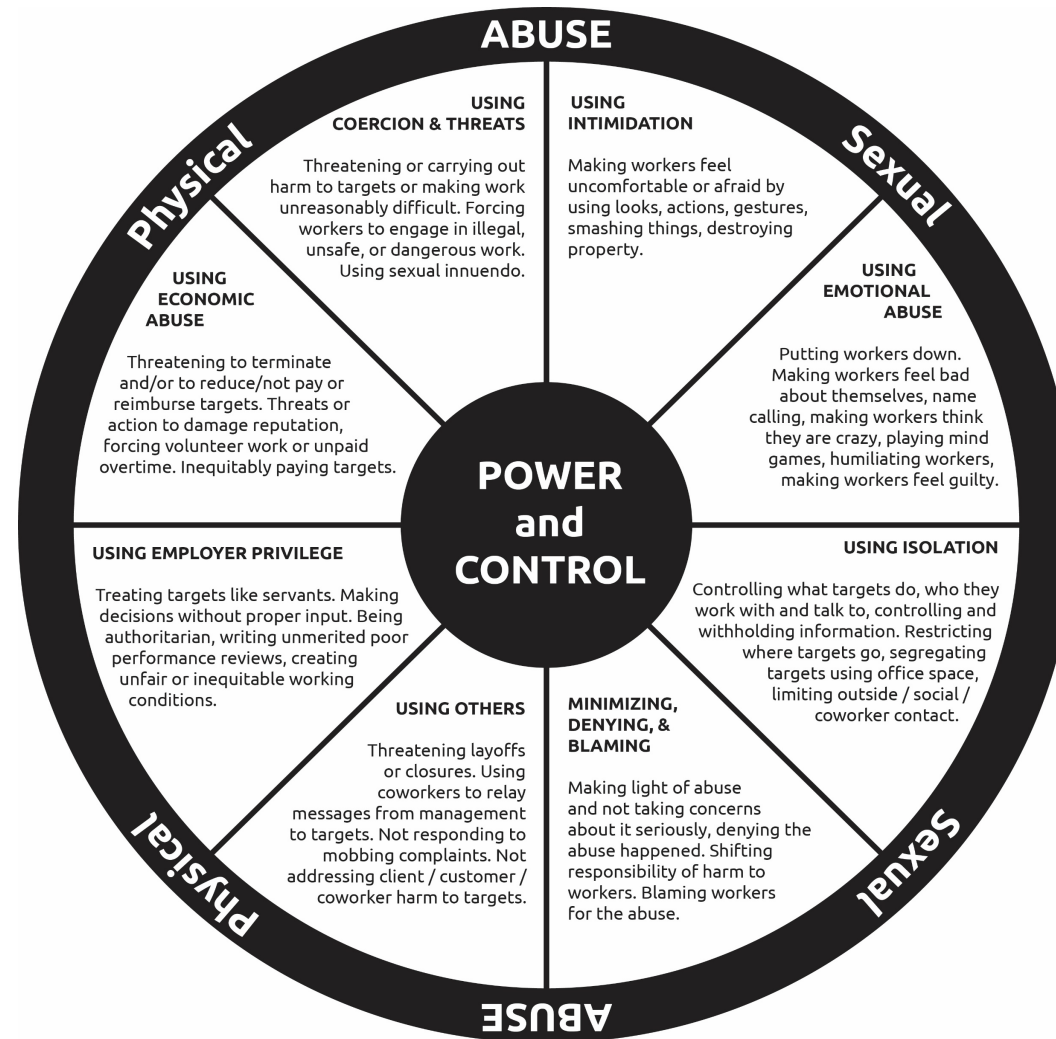 ABUSE
Physical
Sexual
USING
COERCION & THREATS
Threatening or carrying out
harm to targets or making work
unreasonably difficult. Forcing
workers to engage in illegal,
unsafe, or dangerous work.
Using sexual innuendo.
USING
INTIMIDATION
Making workers feel
uncomfortable or afraid by
using looks, actions, gestures,
smashing things, destroying
property.
USING
ECONOMIC
ABUSE
Threatening to terminate
and/or to reduce/not pay or
reimburse targets. Threats or
action to damage reputation,
forcing volunteer work or unpaid
overtime. Inequitably paying targets.
USING
EMOTIONAL
ABUSE
Putting workers down.
Making workers feel bad
about themselves, name
calling, making workers think
they are crazy, playing mind
games, humiliating workers,
making workers feel guilty.
POWER
and
CONTROL
USING EMPLOYER PRIVILEGE
Treating targets like servants. Making
decisions without proper input. Being
authoritarian, writing unmerited poor
performance reviews, creating
unfair or inequitable working
conditions.
USING ISOLATION
Controlling what targets do, who they
work with and talk to, controlling and
withholding information. Restricting
where targets go, segregating
targets using office space,
limiting outside / social /
coworker contact.
USING OTHERS
Threatening layoffs
or closures. Using
coworkers to relay
messages from management
to targets. Not responding to
mobbing complaints. Not
addressing client / customer /
coworker harm to targets.
MINIMIZING,
DENYING, &
BLAMING
Making light of abuse
and not taking concerns
about it seriously, denying the
abuse happened. Shifting
responsibility of harm to
workers. Blaming workers
for the abuse.
Physical
Sexual
ABUSE